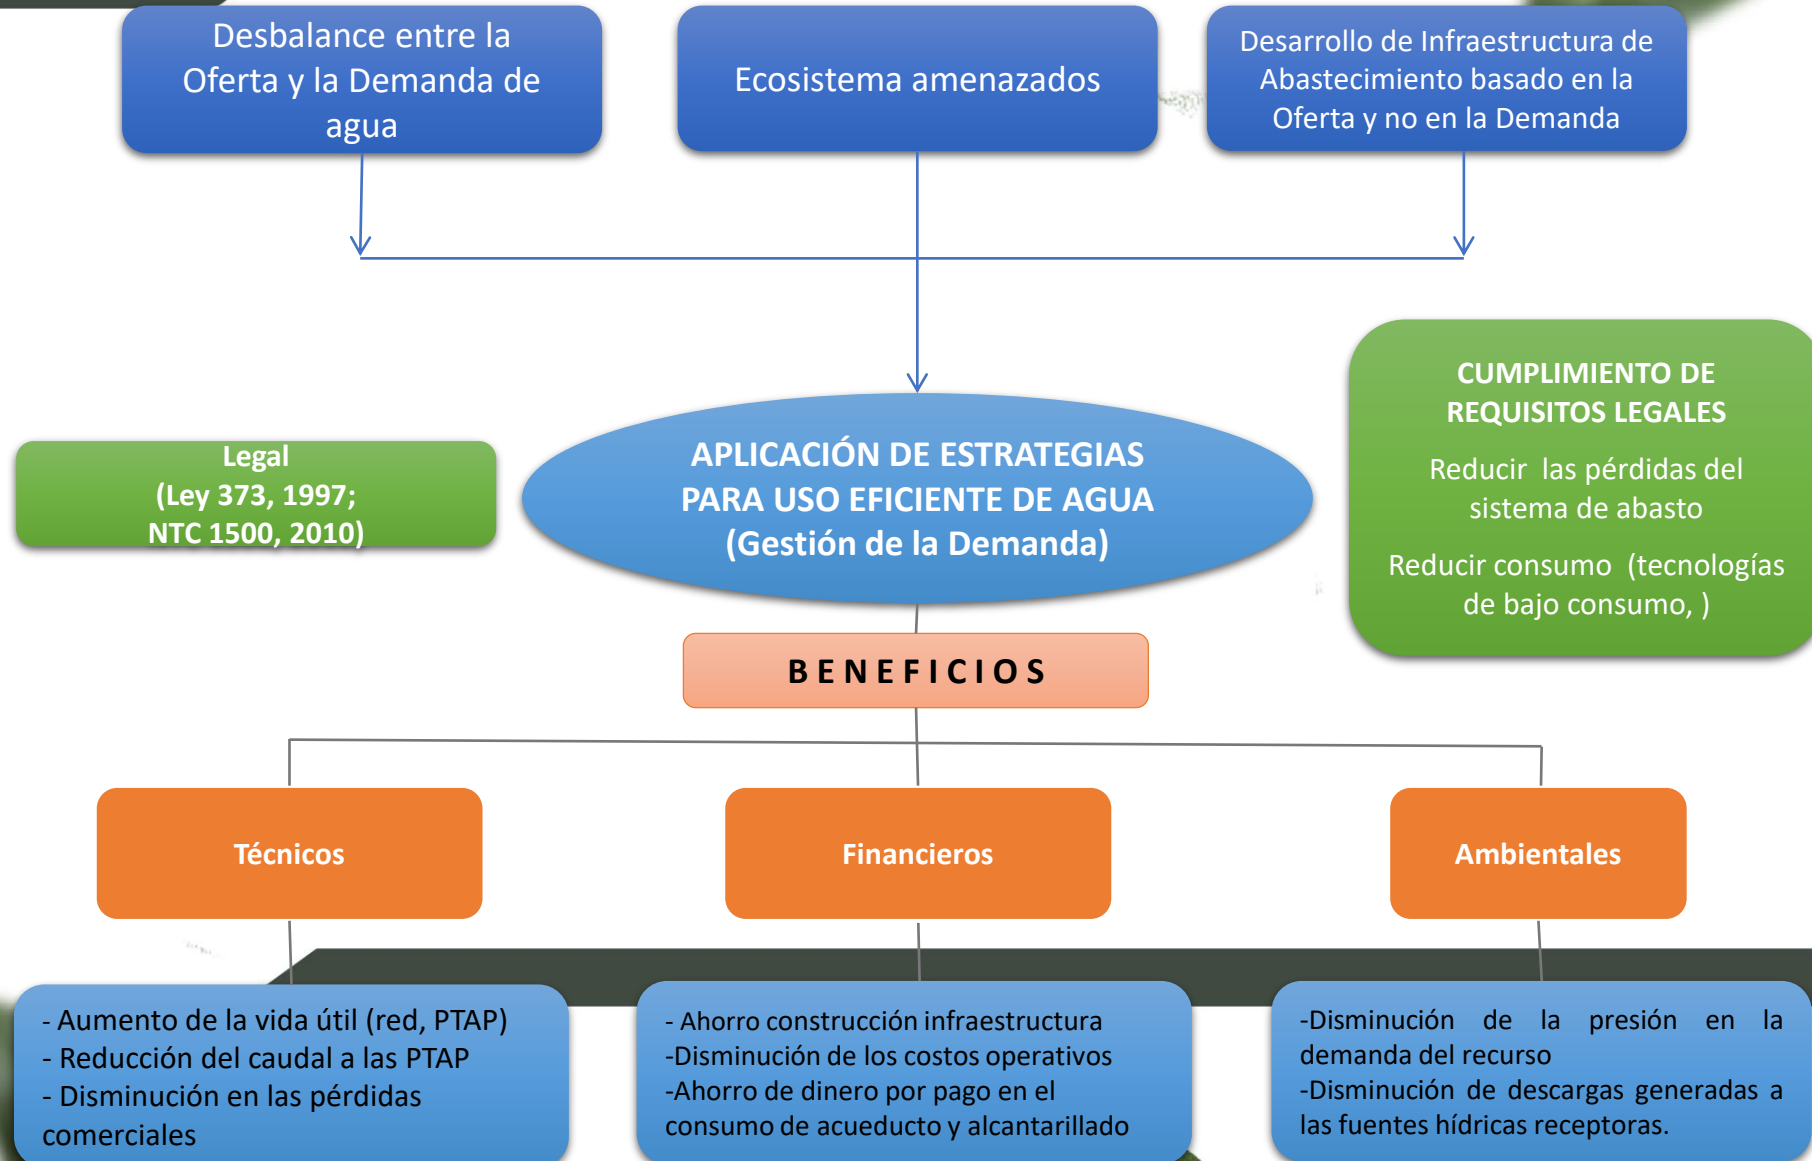 Desbalance entre la
Oferta y la Demanda de
agua
Ecosistema amenazados
Desarrollo de Infraestructura de
Abastecimiento basado en la
Oferta y no en la Demanda
Legal
(Ley 373, 1997;
NTC 1500, 2010)
APLICACIÓN DE ESTRATEGIAS
PARA USO EFICIENTE DE AGUA
(Gestión de la Demanda)
CUMPLIMIENTO DE
REQUISITOS LEGALES
Reducir las pérdidas del
sistema de abasto
Reducir consumo (tecnologías
de bajo consumo, )
BENEFICIOS
Técnicos
Financieros
Ambientales
- Aumento de la vida útil (red, PTAP)
- Reducción del caudal a las PTAP
- Disminución en las pérdidas
comerciales
- Ahorro construcción infraestructura
-Disminución de los costos operativos
-Ahorro de dinero por pago en el
consumo de acueducto y alcantarillado
-Disminución de la presión en la
demanda del recurso
-Disminución de descargas generadas a
las fuentes hídricas receptoras.